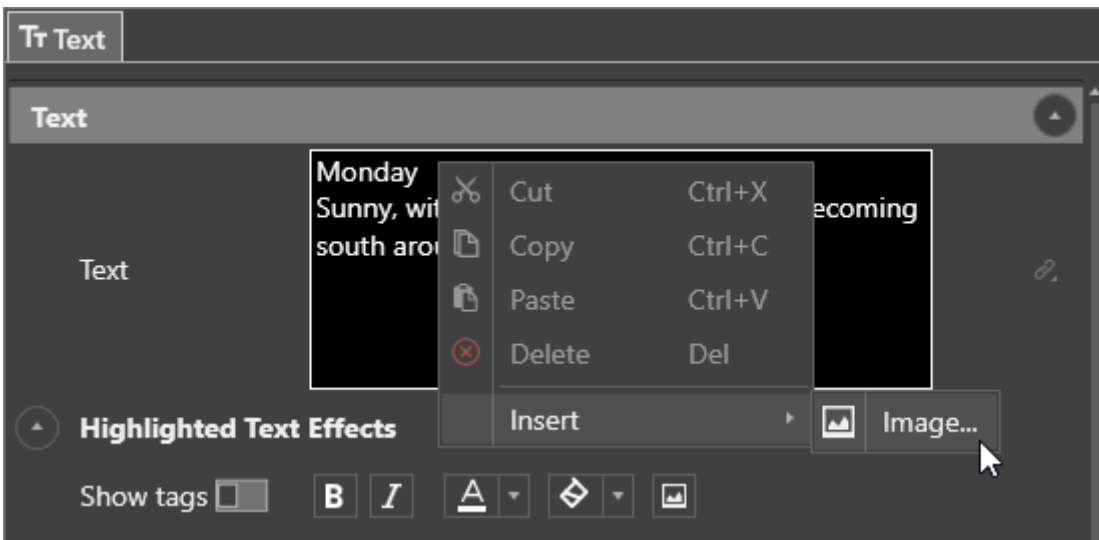 Tт Text
Text
Monday
Sunny, wit
ecoming
south arou
Text
Cut Ctrl+X
Copy Ctrl+C
Paste Ctrl+V
Delete Del
Insert
Image...
Highlighted Text Effects
Show tags B I A